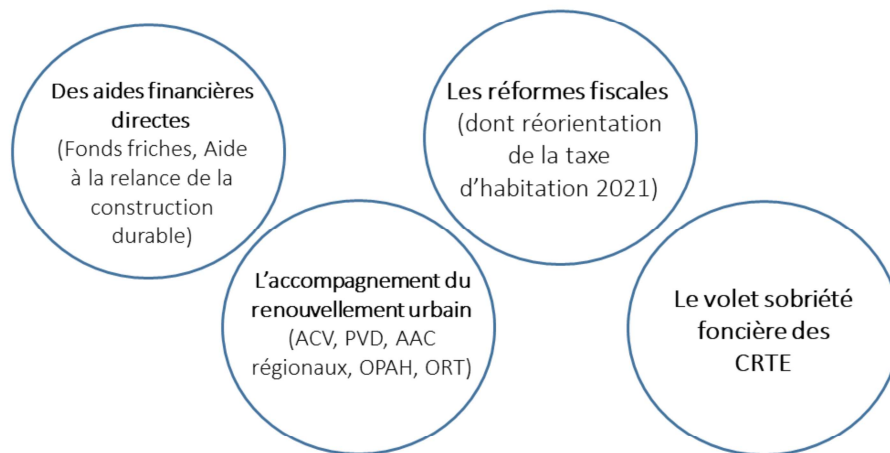 Des aides financières
directes
(Fonds friches, Aide
à la relance de la
construction
durable)
L'accompagnement du
renouvellement urbain
(ACV, PVD, AAC
régionaux, OPAH, ORT)
Les réformes fiscales
(dont réorientation
de la taxe
d'habitation 2021)
Le volet sobriété
foncière des
CRTE